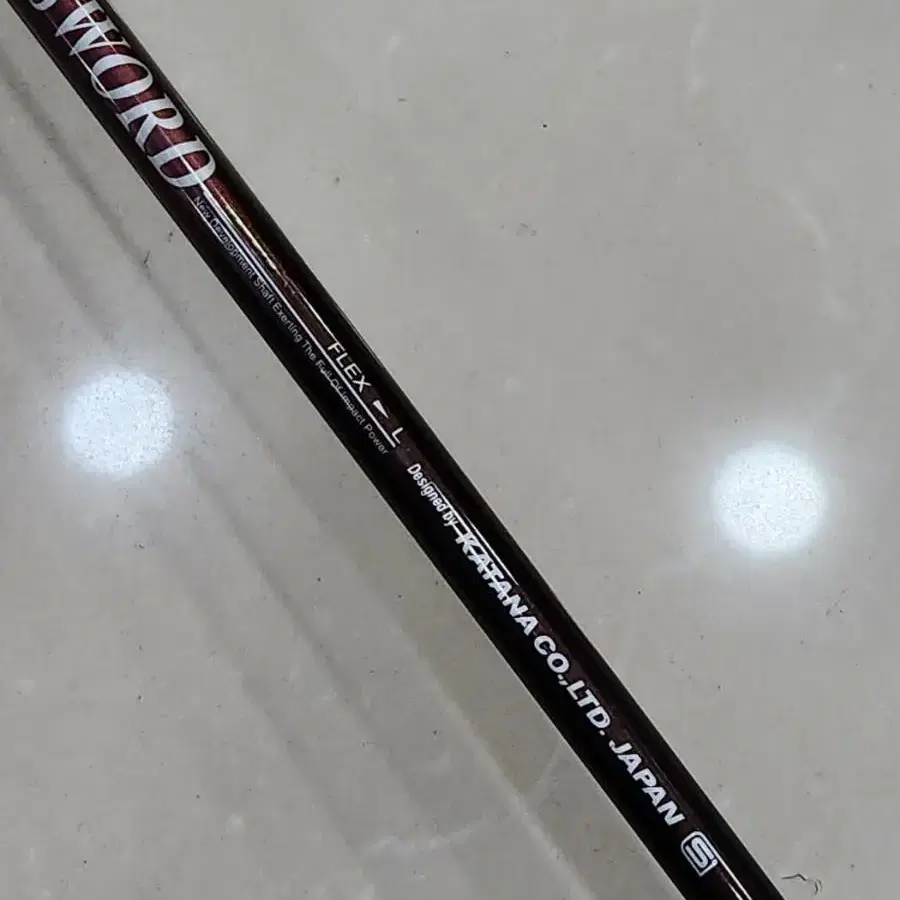 SWORD
New Development Shaft Exerting The Full Of Impact Power
FLEX ► L
Designed by KATANA CO.,LTD. JAPAN S